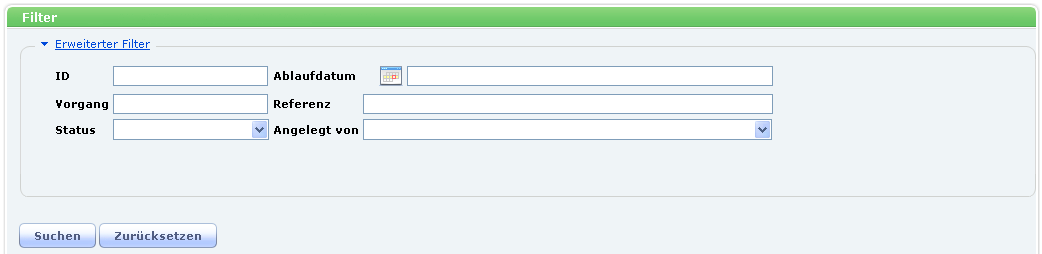 Filter
Erweiterter Filter
ID Ablaufdatum
Vorgang Referenz
Status Angelegt von
Suchen Zurücksetzen